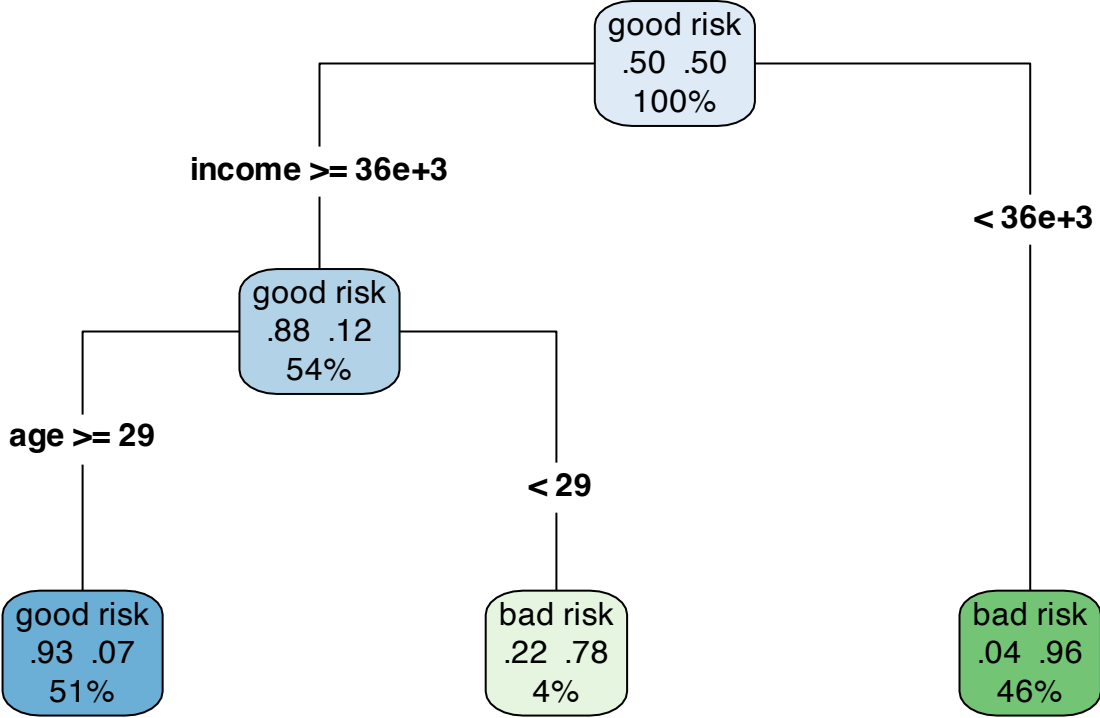 good risk
.50 .50
100%
income >= 36e+3
< 36e+3
good risk
.88 .12
54%
age >= 29
< 29
good risk
.93 .07
51%
bad risk
.22 .78
4%
bad risk
.04 .96
46%